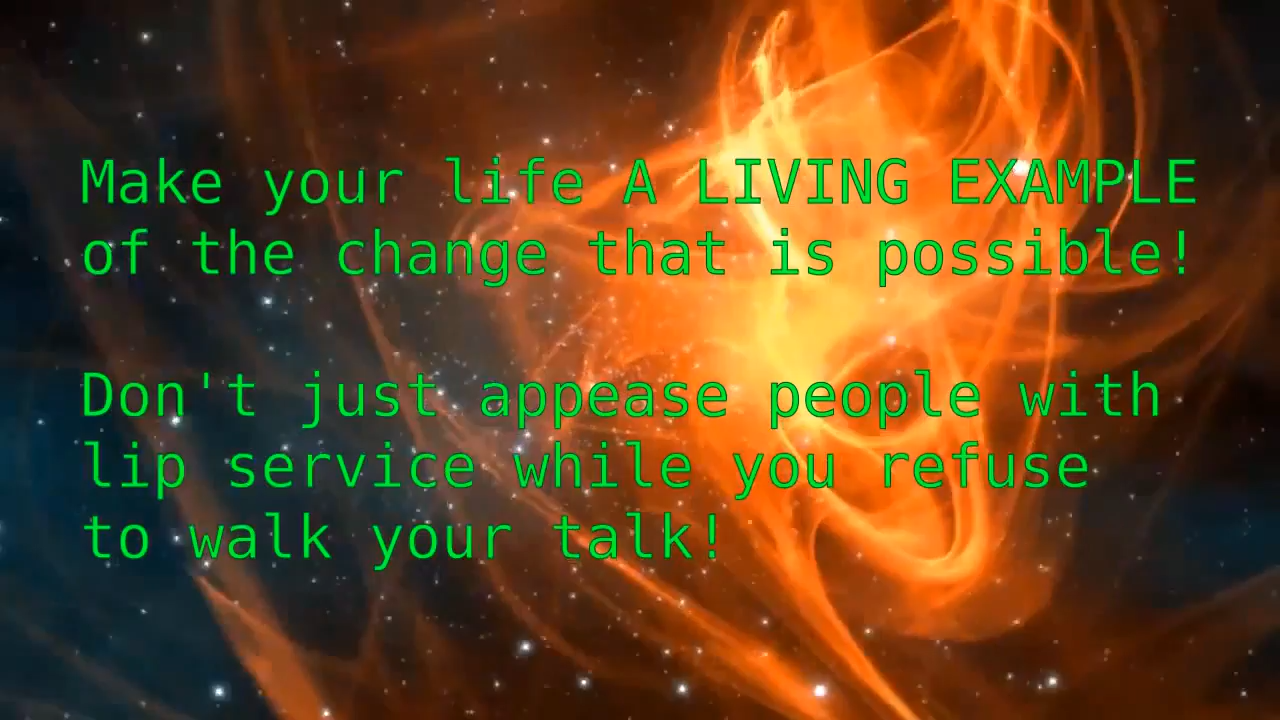 Make your life A LIVING EXAMPLE
of the change that is possible!
Don't just appease people with
lip service while you refuse
to walk your talk!